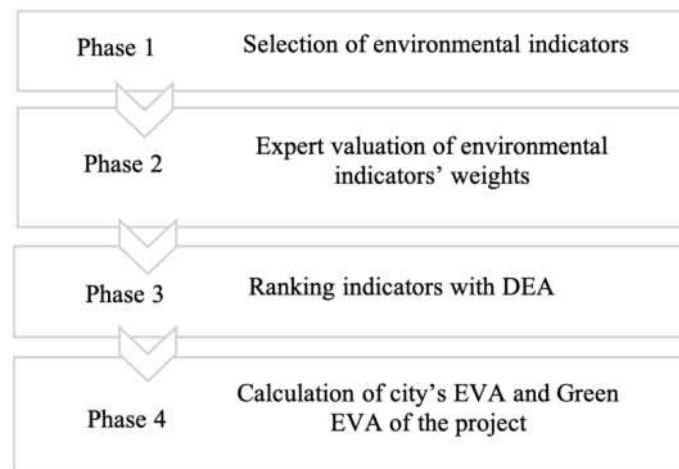 Phase 1
Selection of environmental indicators
Phase 2
Expert valuation of environmental
indicators’ weights
Phase 3
Ranking indicators with DEA
Phase 4
Calculation of city’s EVA and Green
EVA of the project